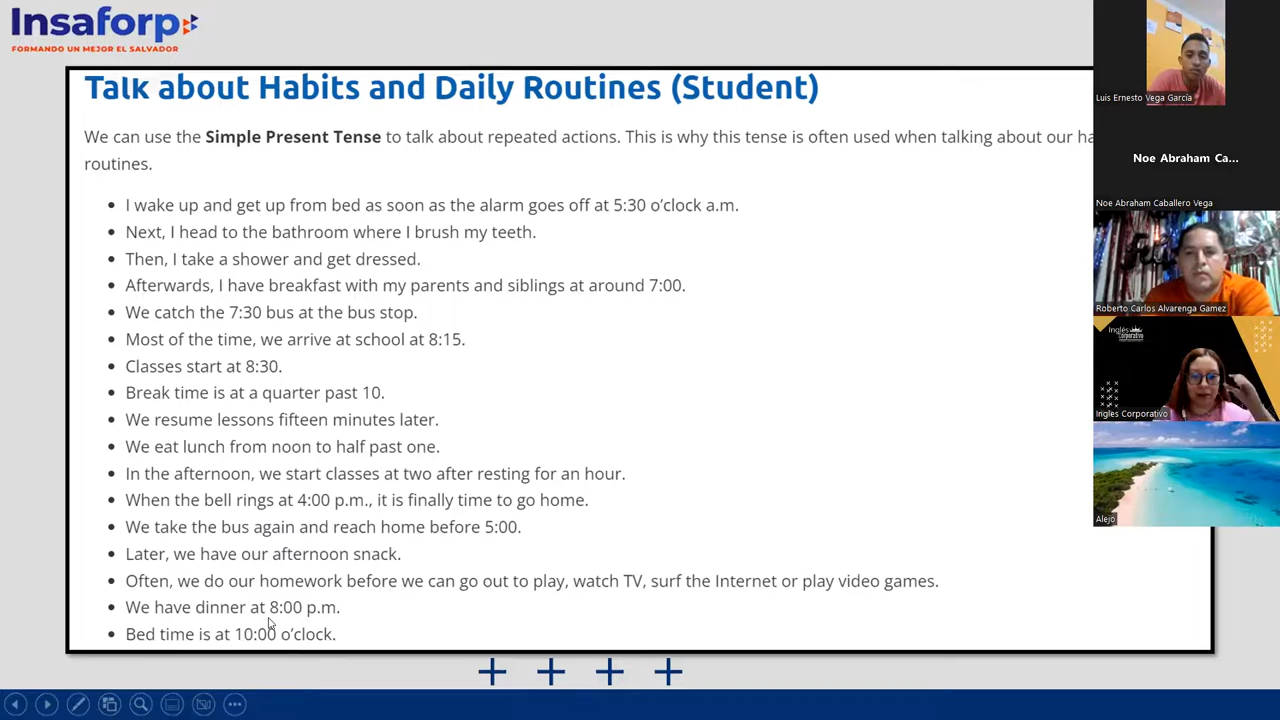 Insaforp
FORMANDO UN MEJOR EL SALVADOR
Talk about Habits and Daily Routines (Student)
We can use the Simple Present Tense to talk about repeated actions. This is why this tense is often used when talking about our
routines.
• I wake up and get up from bed as soon as the alarm goes off at 5:30 o’clock a.m.
• Next, I head to the bathroom where I brush my teeth.
• Then, I take a shower and get dressed.
• Afterwards, I have breakfast with my parents and siblings at around 7:00.
• We catch the 7:30 bus at the bus stop.
• Most of the time, we arrive at school at 8:15.
• Classes start at 8:30.
• Break time is at a quarter past 10.
• We resume lessons fifteen minutes later.
• We eat lunch from noon to half past one.
• In the afternoon, we start classes at two after resting for an hour.
• When the bell rings at 4:00 p.m., it is finally time to go home.
• We take the bus again and reach home before 5:00.
• Later, we have our afternoon snack.
• Often, we do our homework before we can go out to play, watch TV, surf the Internet or play video games.
• We have dinner at 8:00 p.m.
• Bed time is at 10:00 o’clock.
Luis Ernesto Vega García
Noe Abraham Ca...
Noe Abraham Caballero Vega
Roberto Carlos Alvarenga Gamez
Inglés
Corporativo
Ingles Corporativo
Alejo